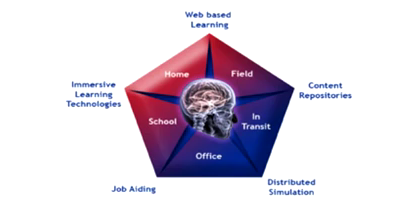 Web based
Learning
Home
Field
Immersive
Learning
Technologies
Content
Repositories
School
In
Transit
Office
Job Aiding
Distributed
Simulation